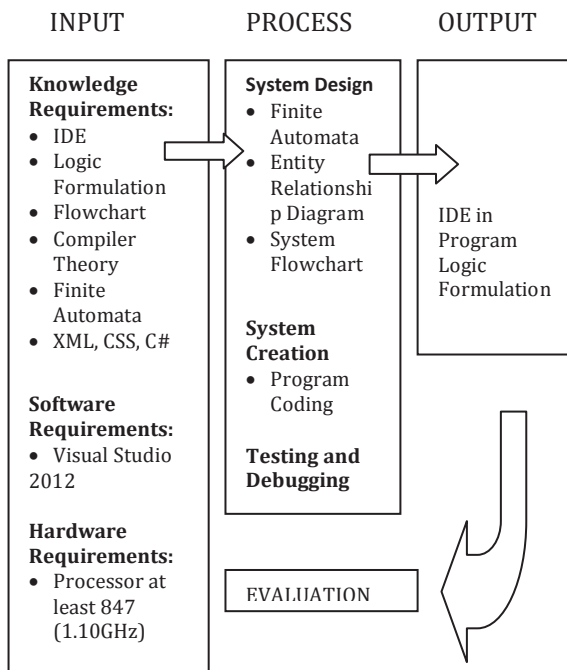 INPUT
PROCESS
OUTPUT
Knowledge
Requirements:
• IDE
• Logic
Formulation
• Flowchart
• Compiler
Theory
• Finite
Automata
• XML, CSS, C#
Software
Requirements:
• Visual Studio
2012
Hardware
Requirements:
• Processor at
least 847
(1.10GHz)
System Design
• Finite
Automata
• Entity
Relationshi
p Diagram
• System
Flowchart
System
Creation
• Program
Coding
Testing and
Debugging
IDE in
Program
Logic
Formulation
EVALUATION